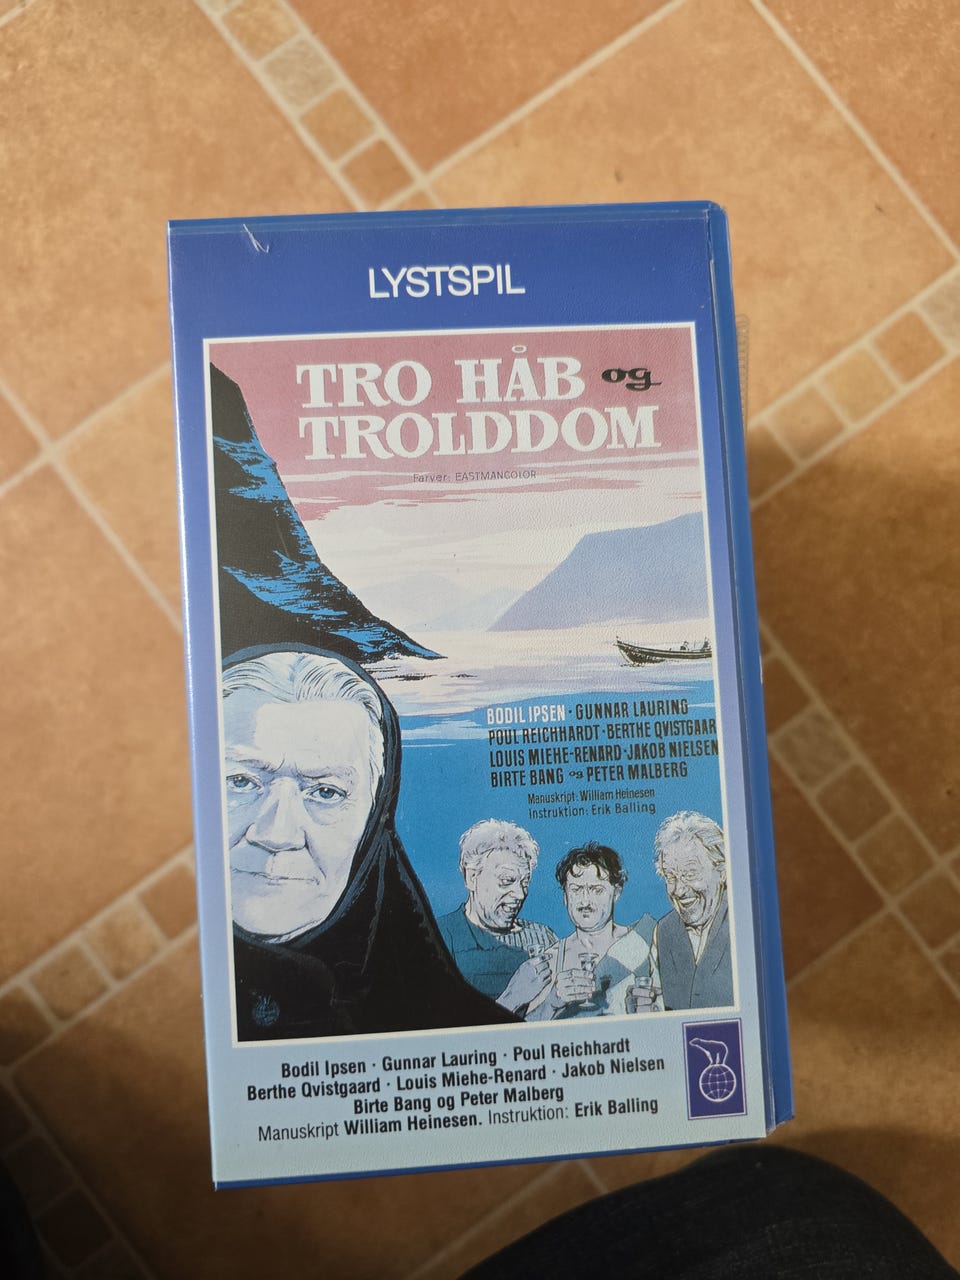 LYSTSPIL
TRO HÅB og
TROLDDOM
Farver: EASTMANCOLOR
BODIL IPSEN · GUNNAR LAURING
POUL REICHHARDT · BERTHE QVISTGAAR
LOUIS MIEHE-RENARD · JAKOB NIELSEN
BIRTE BANG og PETER MALBERG
Manuskript: William Heinesen
Instruktion: Erik Balling
Bodil Ipsen · Gunnar Lauring · Poul Reichhardt
Berthe Qvistgaard · Louis Miehe-Renard · Jakob Nielsen
Birte Bang og Peter Malberg
Manuskript William Heinesen. Instruktion: Erik Balling